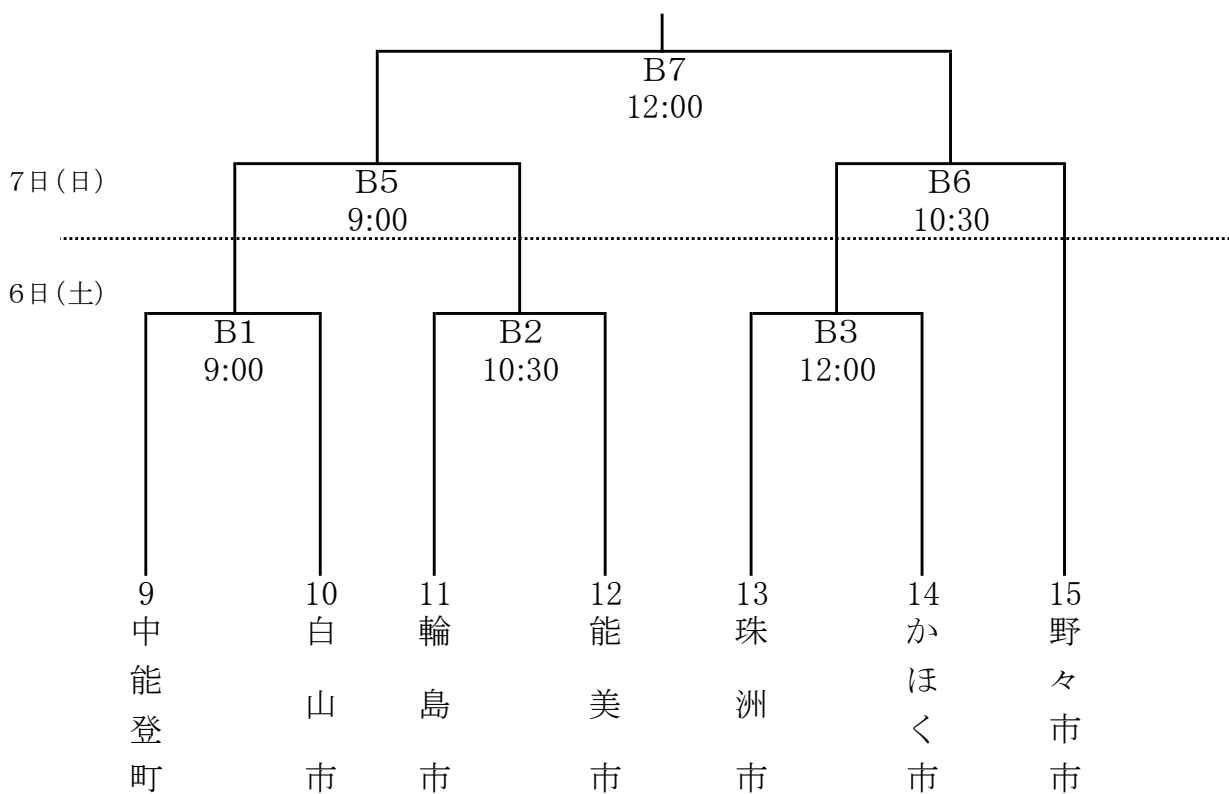 B7
12:00
7日(日)
B5
9:00
B6
10:30
6日(土)
B1
9:00
B2
10:30
B3
12:00
9
中能登町
10
白山市
11
輪島市
12
能美市
13
珠洲市
14
かほく市
15
野々市市